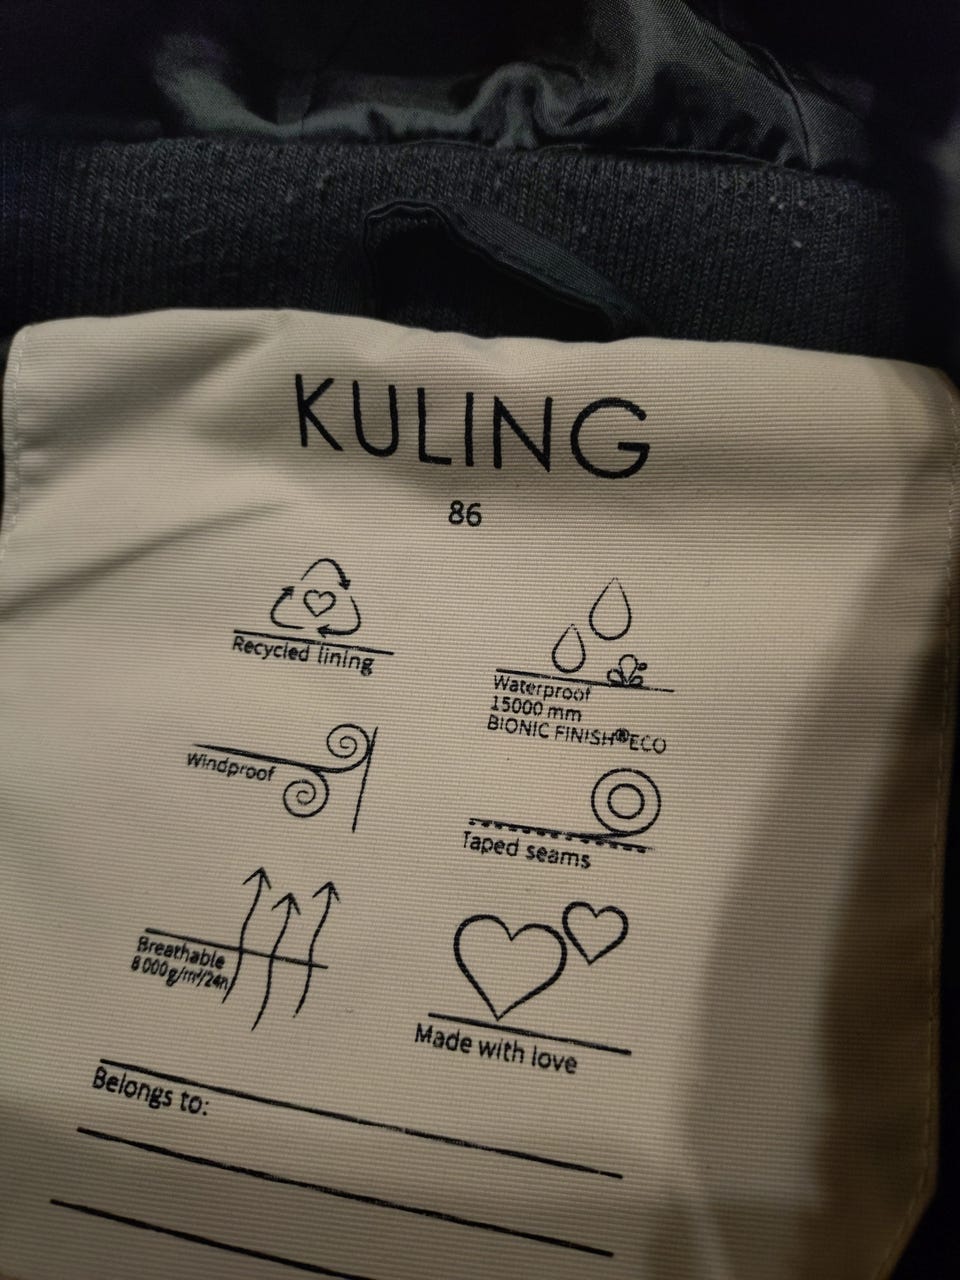 KULING
86
Recycled lining
Waterproof
15000 mm
BIONIC FINISH®ECO
Windproof
Taped seams
Breathable
8 000g/m²/24h
Made with love
Belongs to: